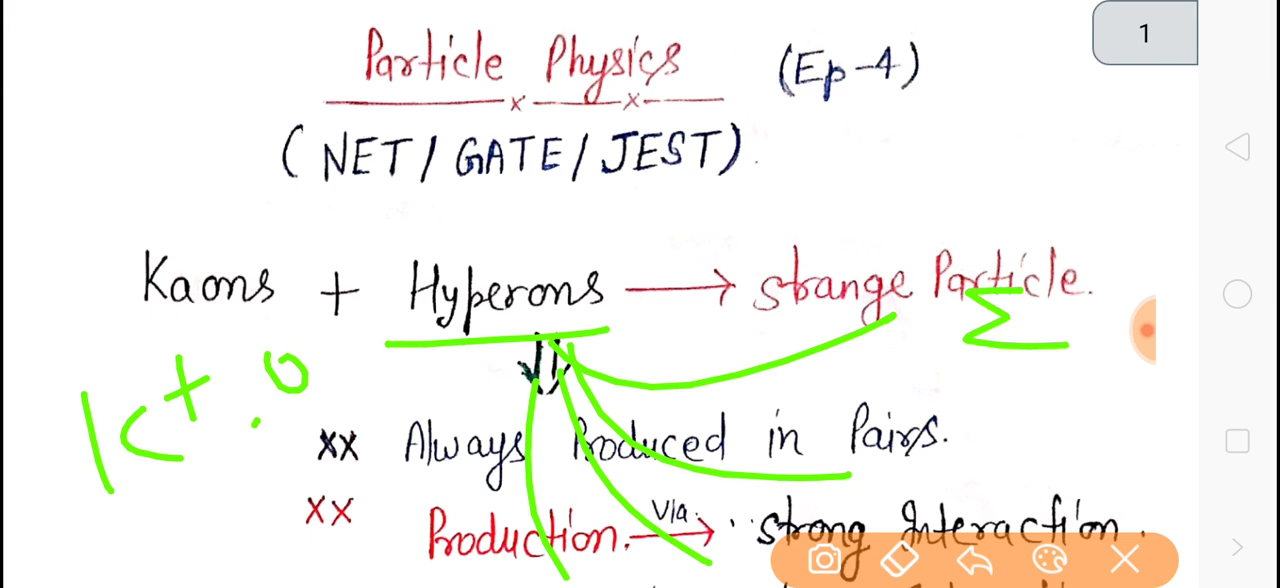 1
Particle Physics (Ep-4)
(NET/GATE/JEST).
Kaons + Hyperons → strange Particle.
Σ
K+.0
xx Always Produced in Pairs.
xx Production. via → strong Interaction.